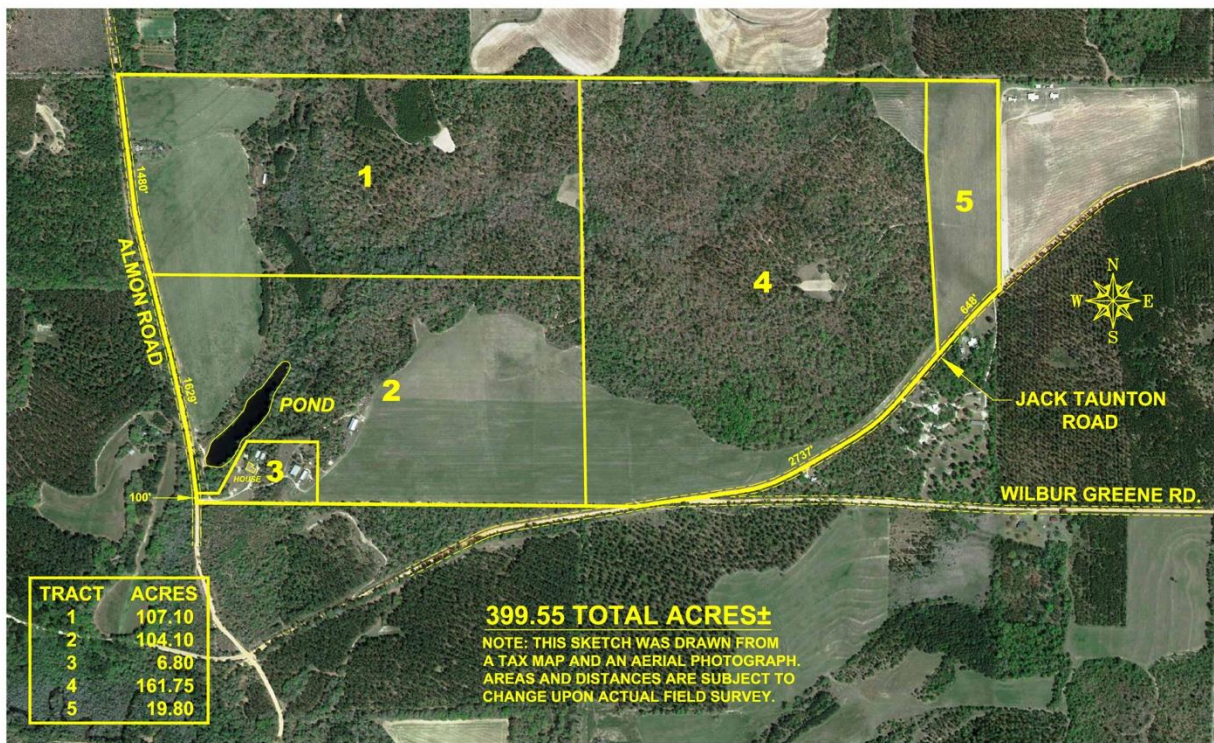 1480'
1
5
ALMON ROAD
4
648'
N
W E
S
1629'
2
POND
JACK TAUNTON
ROAD
3
HOUSE
2737'
100'
WILBUR GREENE RD.
TRACT ACRES
1 107.10
2 104.10
3 6.80
4 161.75
5 19.80
399.55 TOTAL ACRES±
NOTE: THIS SKETCH WAS DRAWN FROM
A TAX MAP AND AN AERIAL PHOTOGRAPH.
AREAS AND DISTANCES ARE SUBJECT TO
CHANGE UPON ACTUAL FIELD SURVEY.